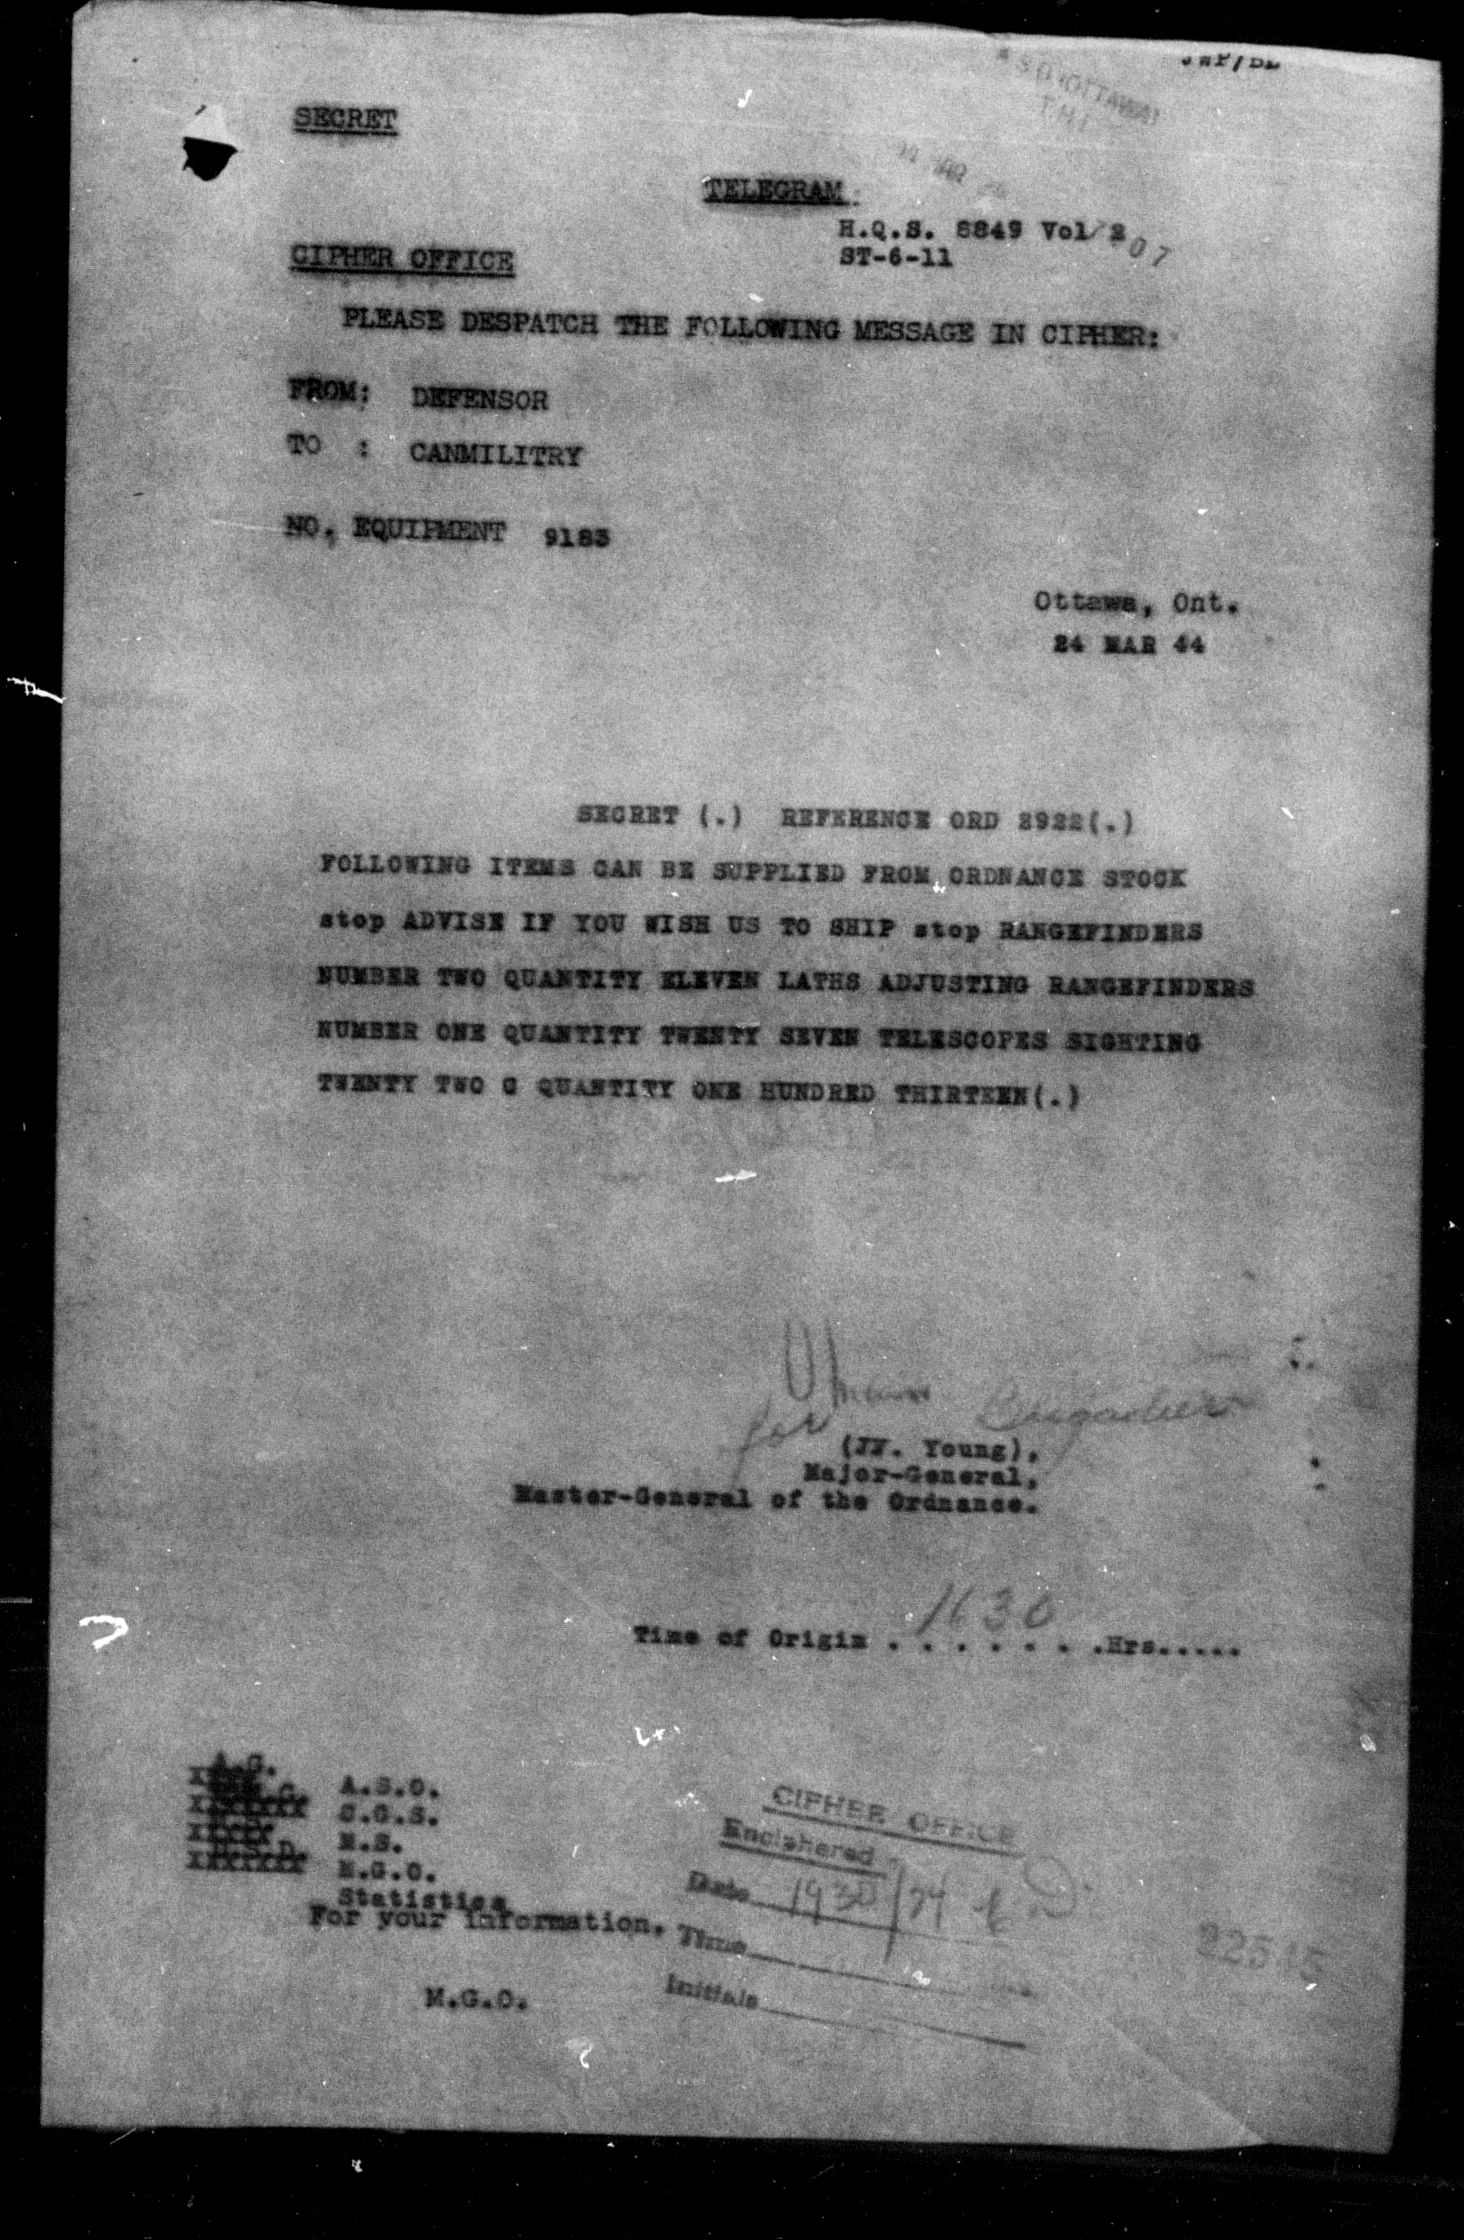 SECRET
TELEGRAM
H.Q.S. 8849 Vol 2
ST-6-11
CIPHER OFFICE
PLEASE DESPATCH THE FOLLOWING MESSAGE IN CIPHER:
FROM: DEFENSOR
TO : CANMILITRY
NO. EQUIPMENT 9183
Ottawa, Ont.
24 MAR 44
SECRET (.) REFERENCE ORD 2922(.)
FOLLOWING ITEMS CAN BE SUPPLIED FROM ORDNANCE STOCK
stop ADVISE IF YOU WISH US TO SHIP stop RANGEFINDERS
NUMBER TWO QUANTITY ELEVEN LATHS ADJUSTING RANGEFINDERS
NUMBER ONE QUANTITY TWENTY SEVEN TELESCOPES SIGHTING
TWENTY TWO C QUANTITY ONE HUNDRED THIRTEEN(.)
for Brigadier
(JV. Young),
Major-General,
Master-General of the Ordnance.
1630
Time of Origin . . . . . . . .Hrs.....
A.G.
A.S.O.
C.G.S.
M.S.
M.G.O.
Statistics
For your information.
M.G.O.
CIPHER OFFICE
Enciphered
Date 1930/24
Time
Initials